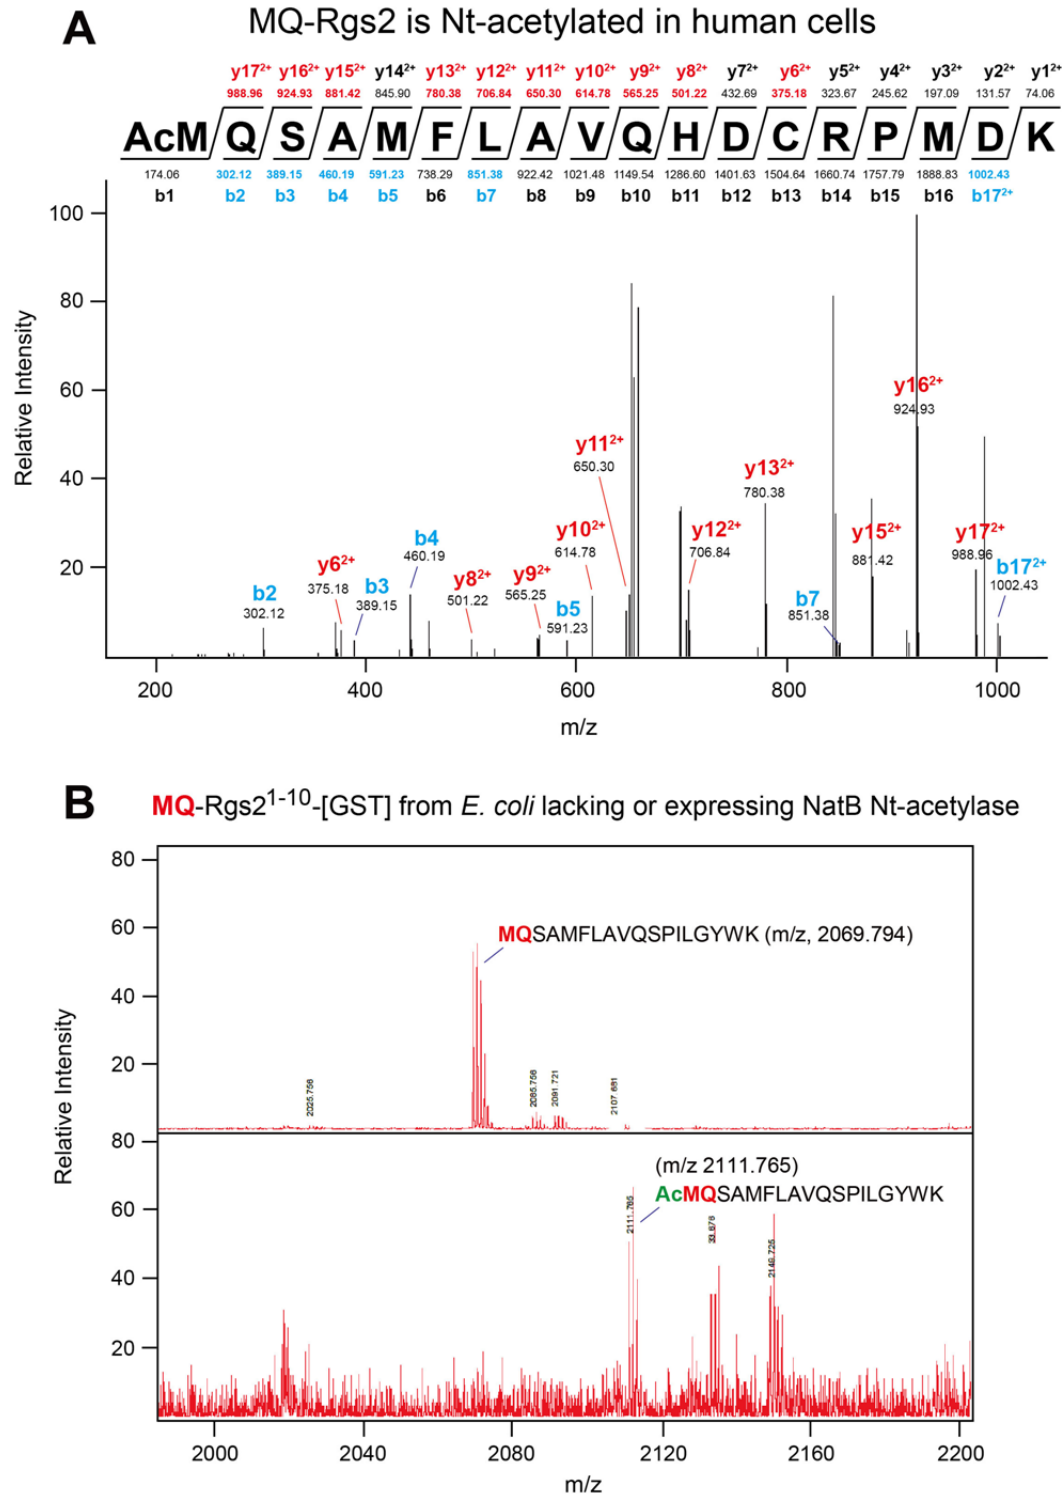 A
MQ-Rgs2 is Nt-acetylated in human cells
y17²⁺ y16²⁺ y15²⁺ y14²⁺ y13²⁺ y12²⁺ y11²⁺ y10²⁺ y9²⁺ y8²⁺ y7²⁺ y6²⁺ y5²⁺ y4²⁺ y3²⁺ y2²⁺ y1²⁺
988.96 924.93 881.42 845.90 780.38 706.84 650.30 614.78 565.25 501.22 432.69 375.18 323.67 245.62 197.09 131.57 74.06
AcM Q S A M F L A V Q H D C R P M D K
174.06 302.12 389.15 460.19 591.23 738.29 851.38 922.42 1021.48 1149.54 1286.60 1401.63 1504.64 1660.74 1757.79 1888.83 1002.43
b1 b2 b3 b4 b5 b6 b7 b8 b9 b10 b11 b12 b13 b14 b15 b16 b17²⁺
Relative Intensity
100
80
60
40
20
b2
302.12
y6²⁺
375.18
b3
389.15
b4
460.19
y8²⁺
501.22
y9²⁺
565.25
b5
591.23
y10²⁺
614.78
y11²⁺
650.30
y12²⁺
706.84
y13²⁺
780.38
b7
851.38
y15²⁺
881.42
y16²⁺
924.93
y17²⁺
988.96
b17²⁺
1002.43
200 400 600 800 1000
m/z
B
MQ-Rgs2¹⁻¹⁰-[GST] from E. coli lacking or expressing NatB Nt-acetylase
Relative Intensity
80
60
40
20
MQSAMFLAVQSPILGYWK (m/z, 2069.794)
2025.756
2085.756
2091.721
2107.681
80
60
40
20
(m/z 2111.765)
AcMQSAMFLAVQSPILGYWK
2111.765
33.676
2149.725
2000 2040 2080 2120 2160 2200
m/z